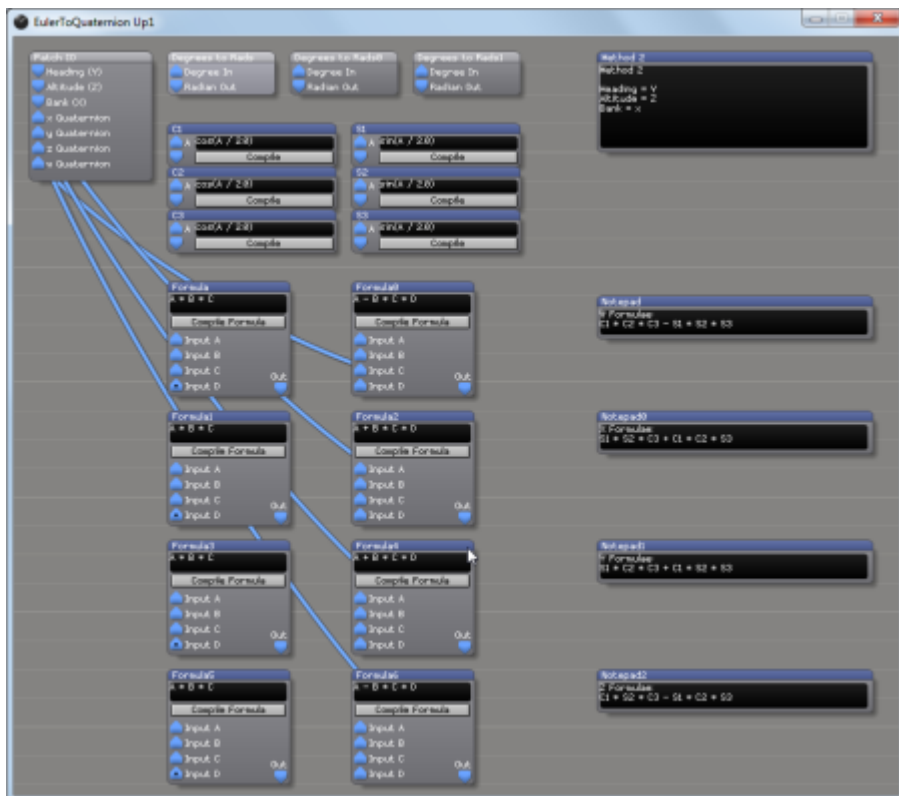 EulerToQuaternion Up1
Patch IO
Heading (Y)
Altitude (Z)
Bank (X)
x Quaternion
y Quaternion
z Quaternion
w Quaternion
Degrees to Rads
Degree In
Radian Out
Degrees to Rads0
Degree In
Radian Out
Degrees to Rads1
Degree In
Radian Out
Method 2
Method 2
Heading = Y
Altitude = Z
Bank = x
C1
A cos(A / 2.0)
Compile
S1
A sin(A / 2.0)
Compile
C2
A cos(A / 2.0)
Compile
S2
A sin(A / 2.0)
Compile
C3
A cos(A / 2.0)
Compile
S3
A sin(A / 2.0)
Compile
Formula
A * B * C
Compile Formula
Input A
Input B
Input C
Input D
Out
Formula0
A - B * C * D
Compile Formula
Input A
Input B
Input C
Input D
Out
Notepad
W Formulae:
C1 * C2 * C3 - S1 * S2 * S3
Formula1
A * B * C
Compile Formula
Input A
Input B
Input C
Input D
Out
Formula2
A + B * C * D
Compile Formula
Input A
Input B
Input C
Input D
Out
Notepad0
X Formulae:
S1 * S2 * C3 + C1 * C2 * S3
Formula3
A * B * C
Compile Formula
Input A
Input B
Input C
Input D
Out
Formula4
A + B * C * D
Compile Formula
Input A
Input B
Input C
Input D
Out
Notepad1
Y Formulae:
S1 * C2 * C3 + C1 * S2 * S3
Formula5
A * B * C
Compile Formula
Input A
Input B
Input C
Input D
Out
Formula6
A - B * C * D
Compile Formula
Input A
Input B
Input C
Input D
Out
Notepad2
Z Formulae:
C1 * S2 * C3 - S1 * C2 * S3